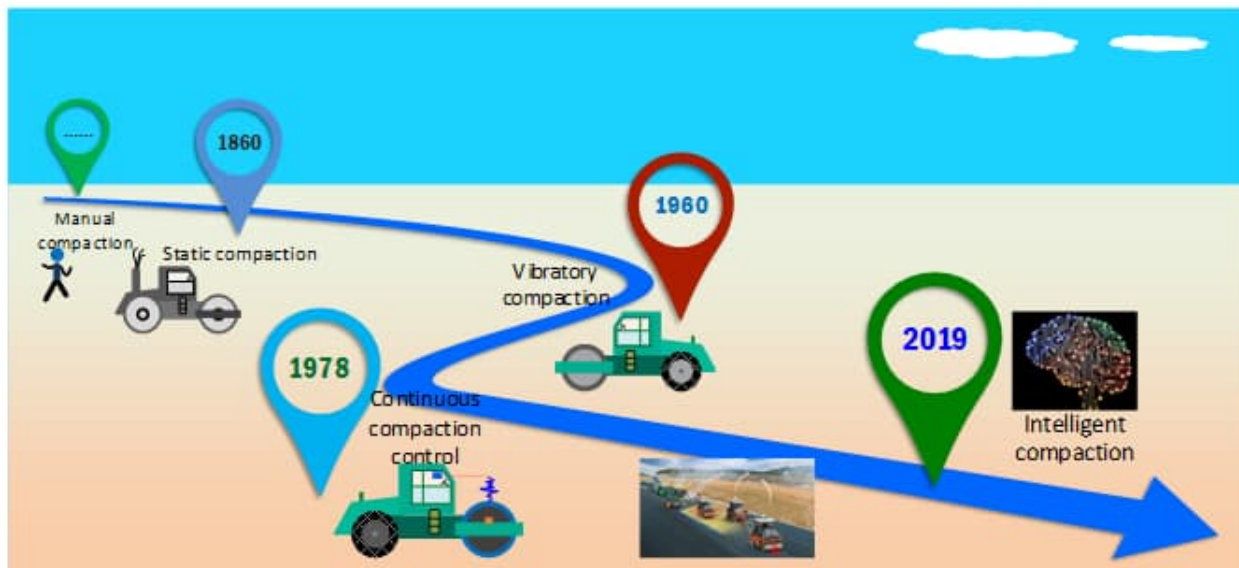 ......
1860
Manual
compaction
Static compaction
1960
Vibratory
compaction
1978
Continuous
compaction
control
2019
Intelligent
compaction